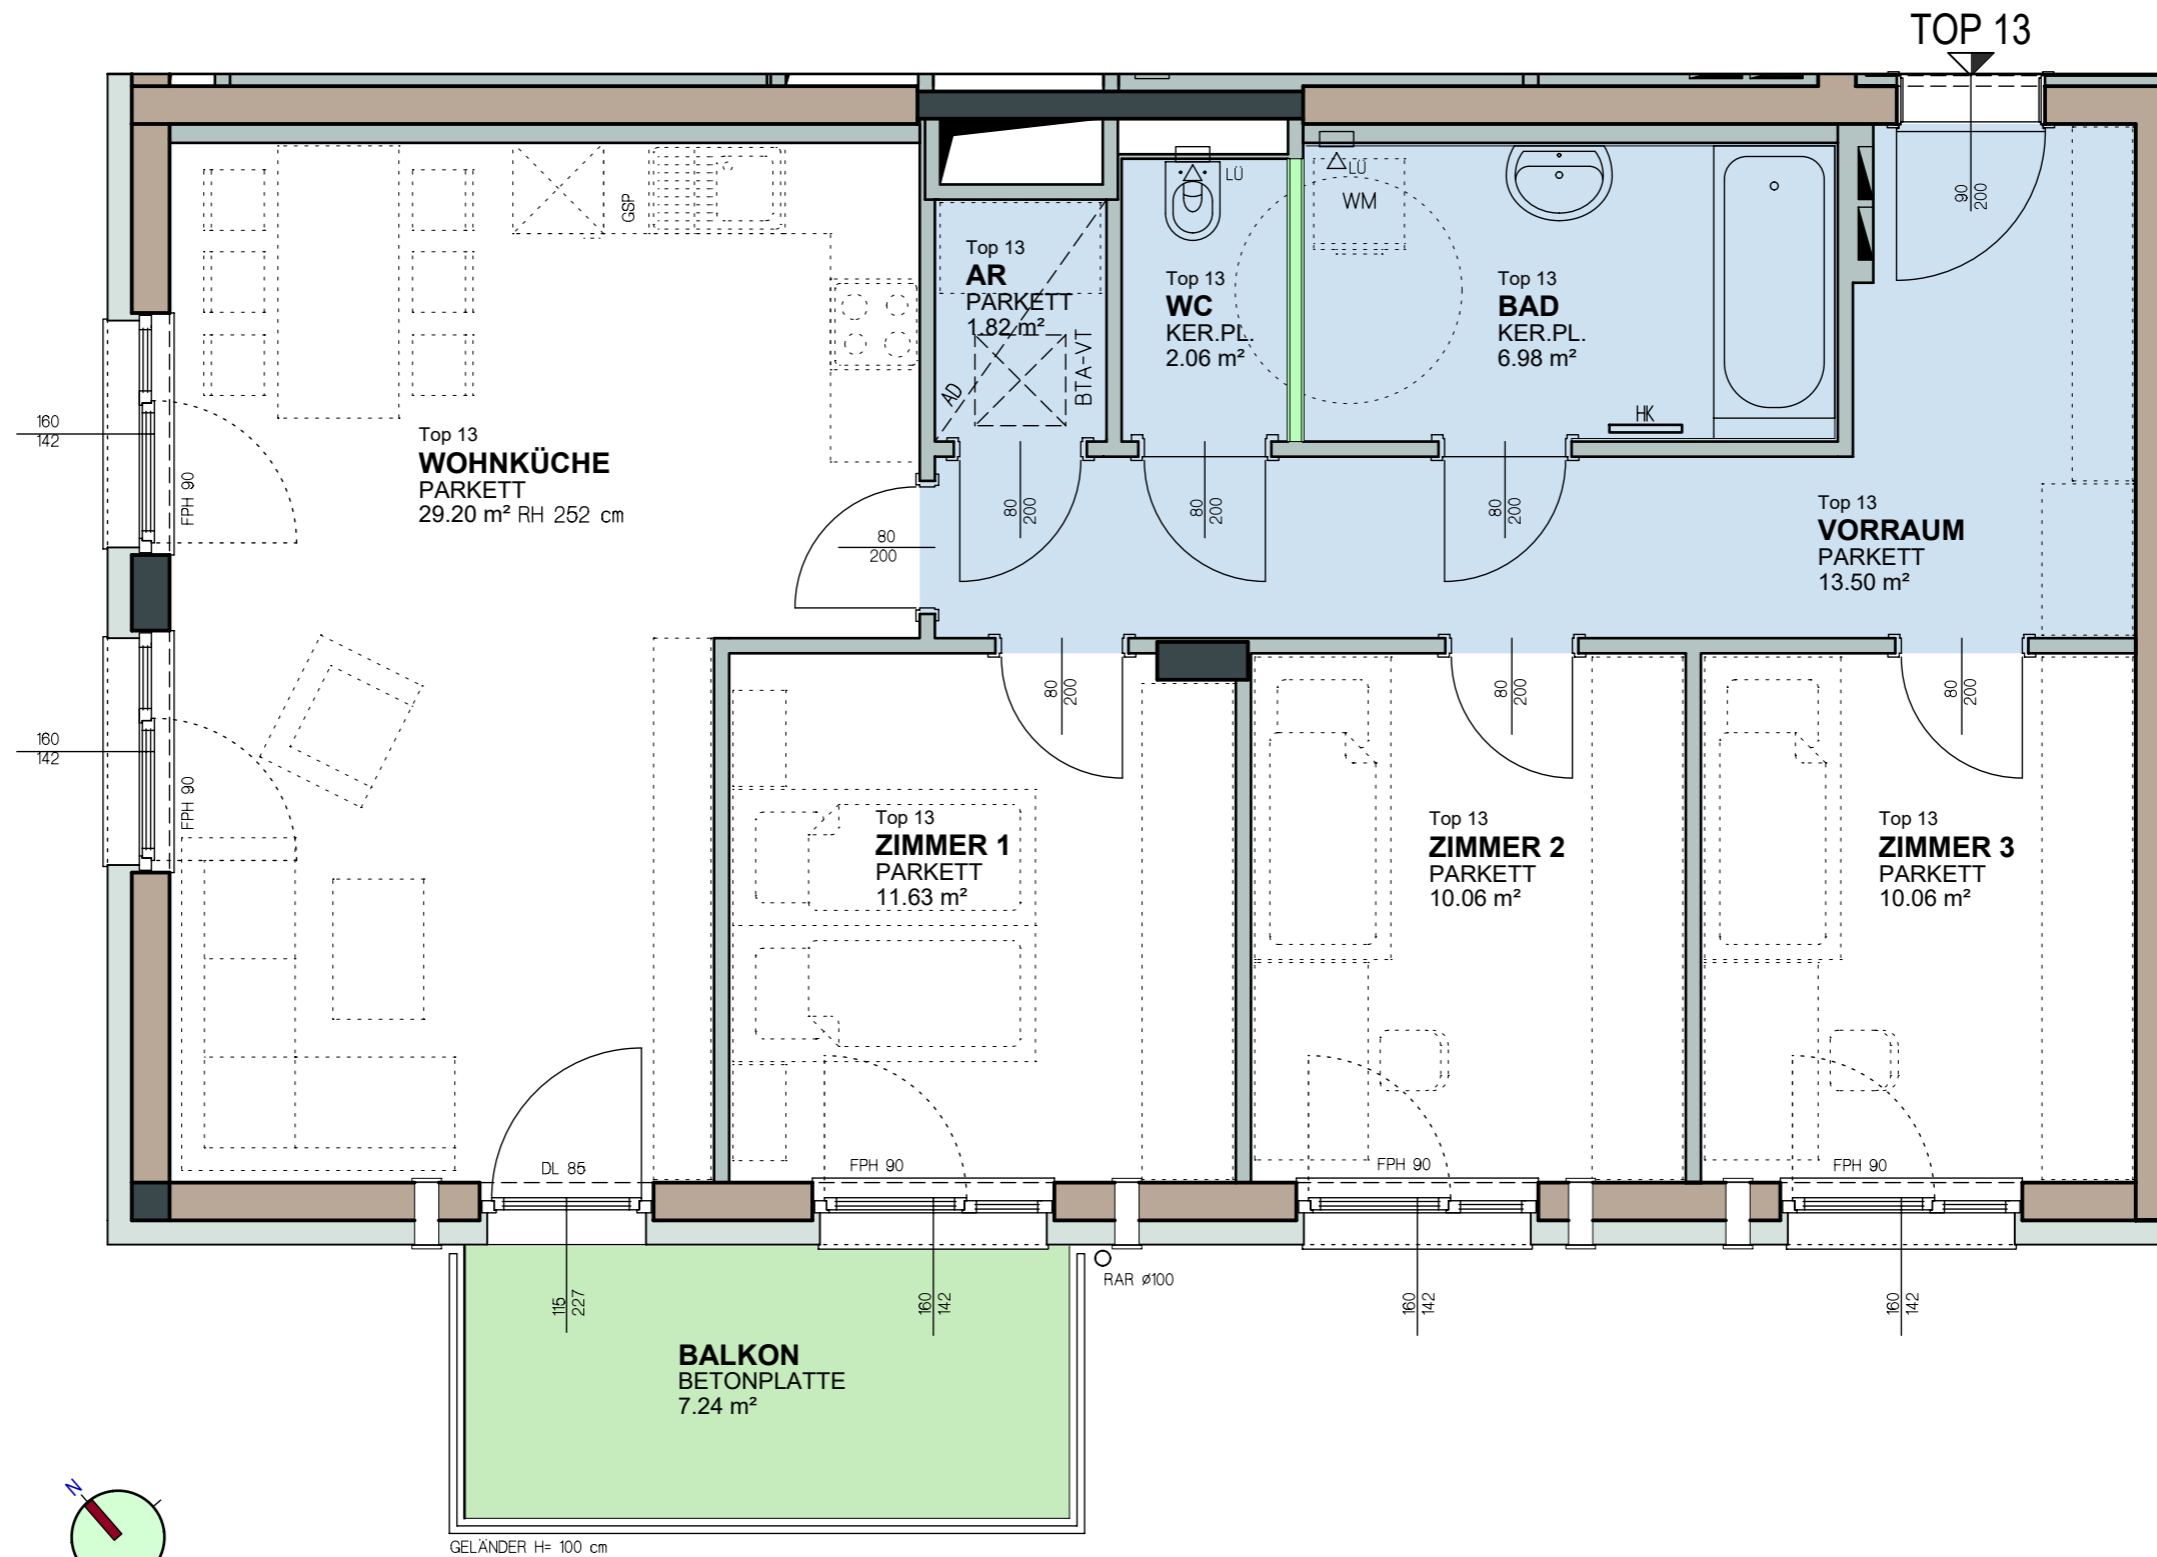 TOP 13
90
200
GSP
LÜ
LÜ
WM
Top 13
AR
PARKETT
1.82 m²
AD
BTA-VT
Top 13
WC
KER.PL.
2.06 m²
Top 13
BAD
KER.PL.
6.98 m²
HK
160
142
FPH 90
Top 13
WOHNKÜCHE
PARKETT
29.20 m² RH 252 cm
80
200
80
200
80
200
80
200
Top 13
VORRAUM
PARKETT
13.50 m²
160
142
FPH 90
80
200
80
200
80
200
Top 13
ZIMMER 1
PARKETT
11.63 m²
Top 13
ZIMMER 2
PARKETT
10.06 m²
Top 13
ZIMMER 3
PARKETT
10.06 m²
DL 85
FPH 90
FPH 90
FPH 90
RAR ø100
115
227
160
142
160
142
160
142
BALKON
BETONPLATTE
7.24 m²
N
GELÄNDER H= 100 cm